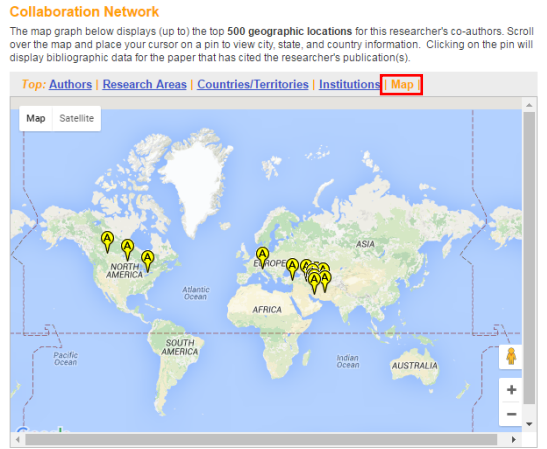 Collaboration Network
The map graph below displays (up to) the top 500 geographic locations for this researcher's co-authors. Scroll
over the map and place your cursor on a pin to view city, state, and country information. Clicking on the pin will
display bibliographic data for the paper that has cited the researcher's publication(s).
Top: Authors | Research Areas | Countries/Territories | Institutions | Map |
Map Satellite
A A A A A A A A
NORTH
AMERICA
EUROPE
ASIA
Atlantic
Ocean
AFRICA
SOUTH
AMERICA
Pacific
Ocean
Indian
Ocean
AUSTRALIA
+
−